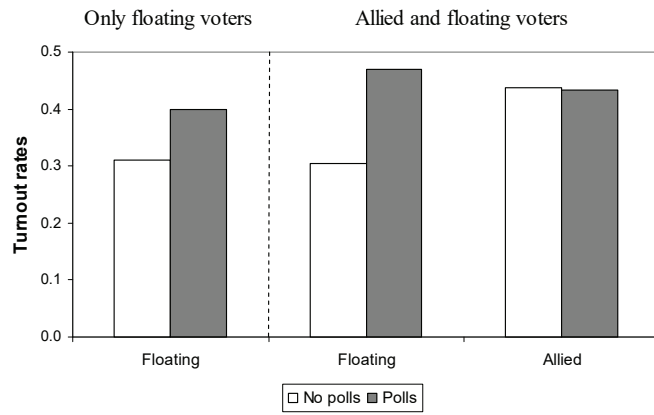 Only floating voters
Allied and floating voters
0.5
0.4
0.3
0.2
0.1
0.0
Turnout rates
Floating
Floating
Allied
No polls
Polls